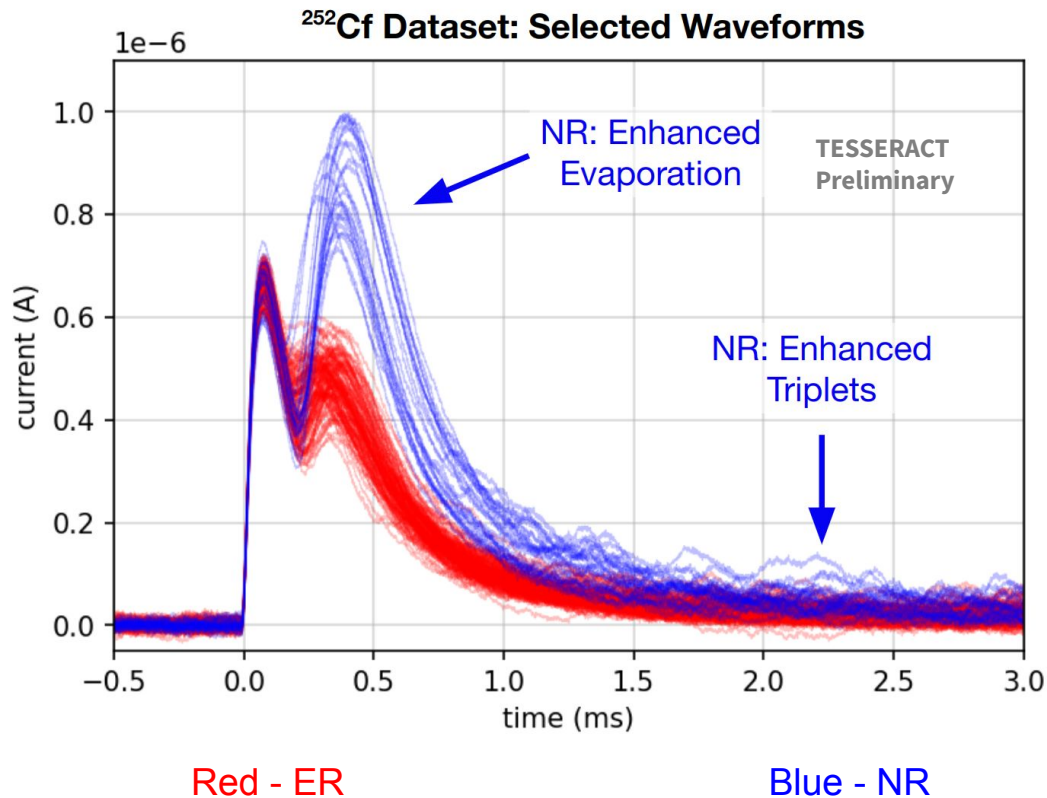 ²⁵²Cf Dataset: Selected Waveforms
1e−6
1.0
0.8
0.6
0.4
0.2
0.0
current (A)
NR: Enhanced
Evaporation
TESSERACT
Preliminary
NR: Enhanced
Triplets
−0.5
0.0
0.5
1.0
1.5
2.0
2.5
3.0
time (ms)
Red - ER
Blue - NR